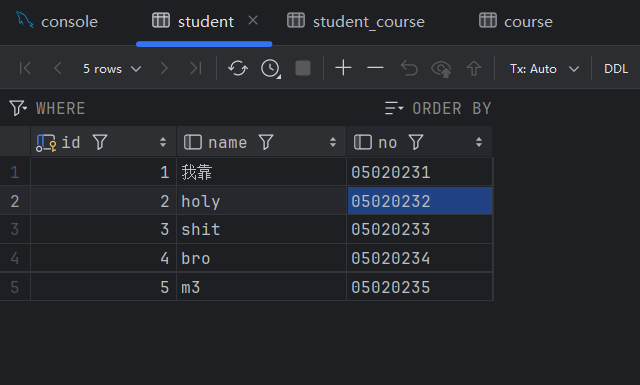 console student student_course course
5 rows Tx: Auto DDL
WHERE ORDER BY
id name no
1 1 我靠 05020231
2 2 holy 05020232
3 3 shit 05020233
4 4 bro 05020234
5 5 m3 05020235